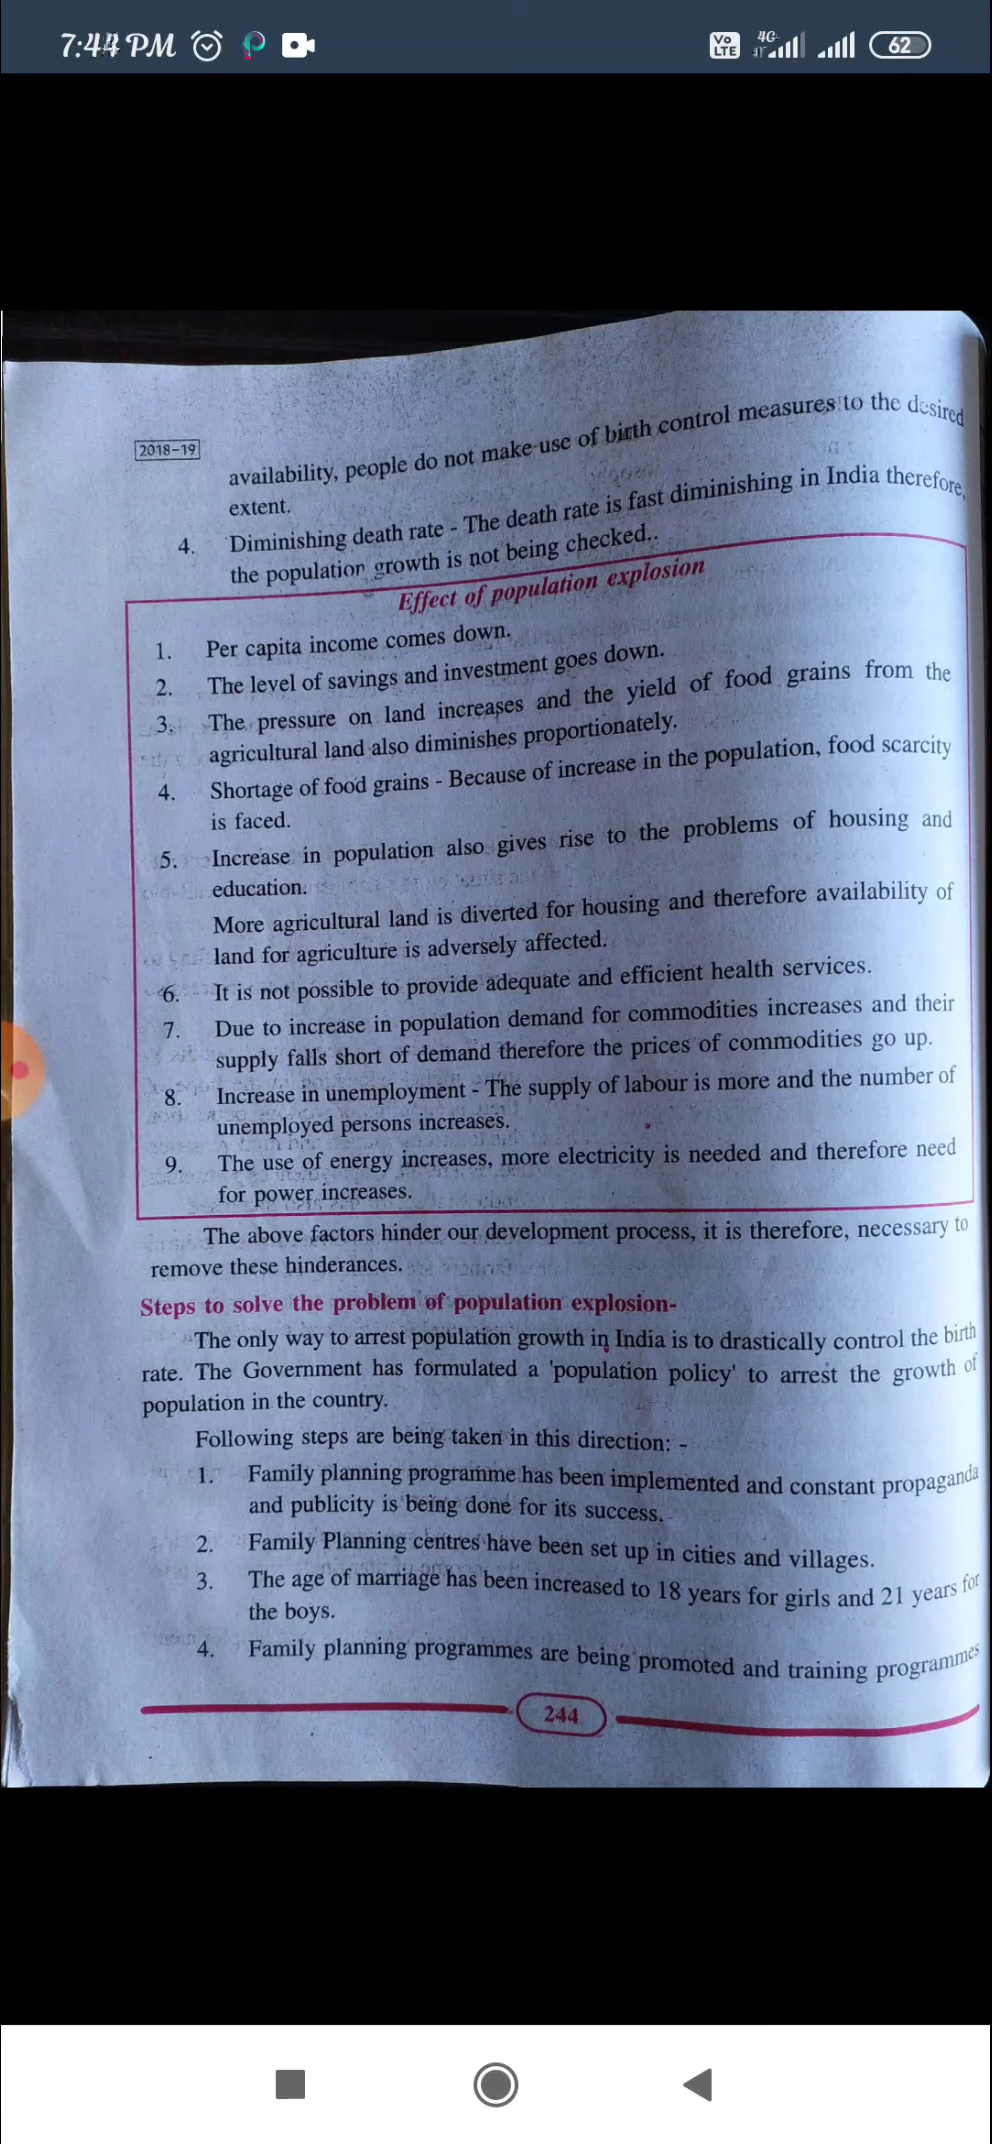 7:44 PM
Vo LTE 4G 62
2018-19
availability, people do not make use of birth control measures to the desired
extent.
4. Diminishing death rate - The death rate is fast diminishing in India therefore,
the population growth is not being checked..
Effect of population explosion
1. Per capita income comes down.
2. The level of savings and investment goes down.
3. The pressure on land increases and the yield of food grains from the
agricultural land also diminishes proportionately.
4. Shortage of food grains - Because of increase in the population, food scarcity
is faced.
5. Increase in population also gives rise to the problems of housing and
education.
More agricultural land is diverted for housing and therefore availability of
land for agriculture is adversely affected.
6. It is not possible to provide adequate and efficient health services.
7. Due to increase in population demand for commodities increases and their
supply falls short of demand therefore the prices of commodities go up.
8. Increase in unemployment - The supply of labour is more and the number of
unemployed persons increases.
9. The use of energy increases, more electricity is needed and therefore need
for power increases.
The above factors hinder our development process, it is therefore, necessary to
remove these hinderances.
Steps to solve the problem of population explosion-
The only way to arrest population growth in India is to drastically control the birth
rate. The Government has formulated a 'population policy' to arrest the growth of
population in the country.
Following steps are being taken in this direction: -
1. Family planning programme has been implemented and constant propaganda
and publicity is being done for its success.
2. Family Planning centres have been set up in cities and villages.
3. The age of marriage has been increased to 18 years for girls and 21 years for
the boys.
4. Family planning programmes are being promoted and training programmes
244